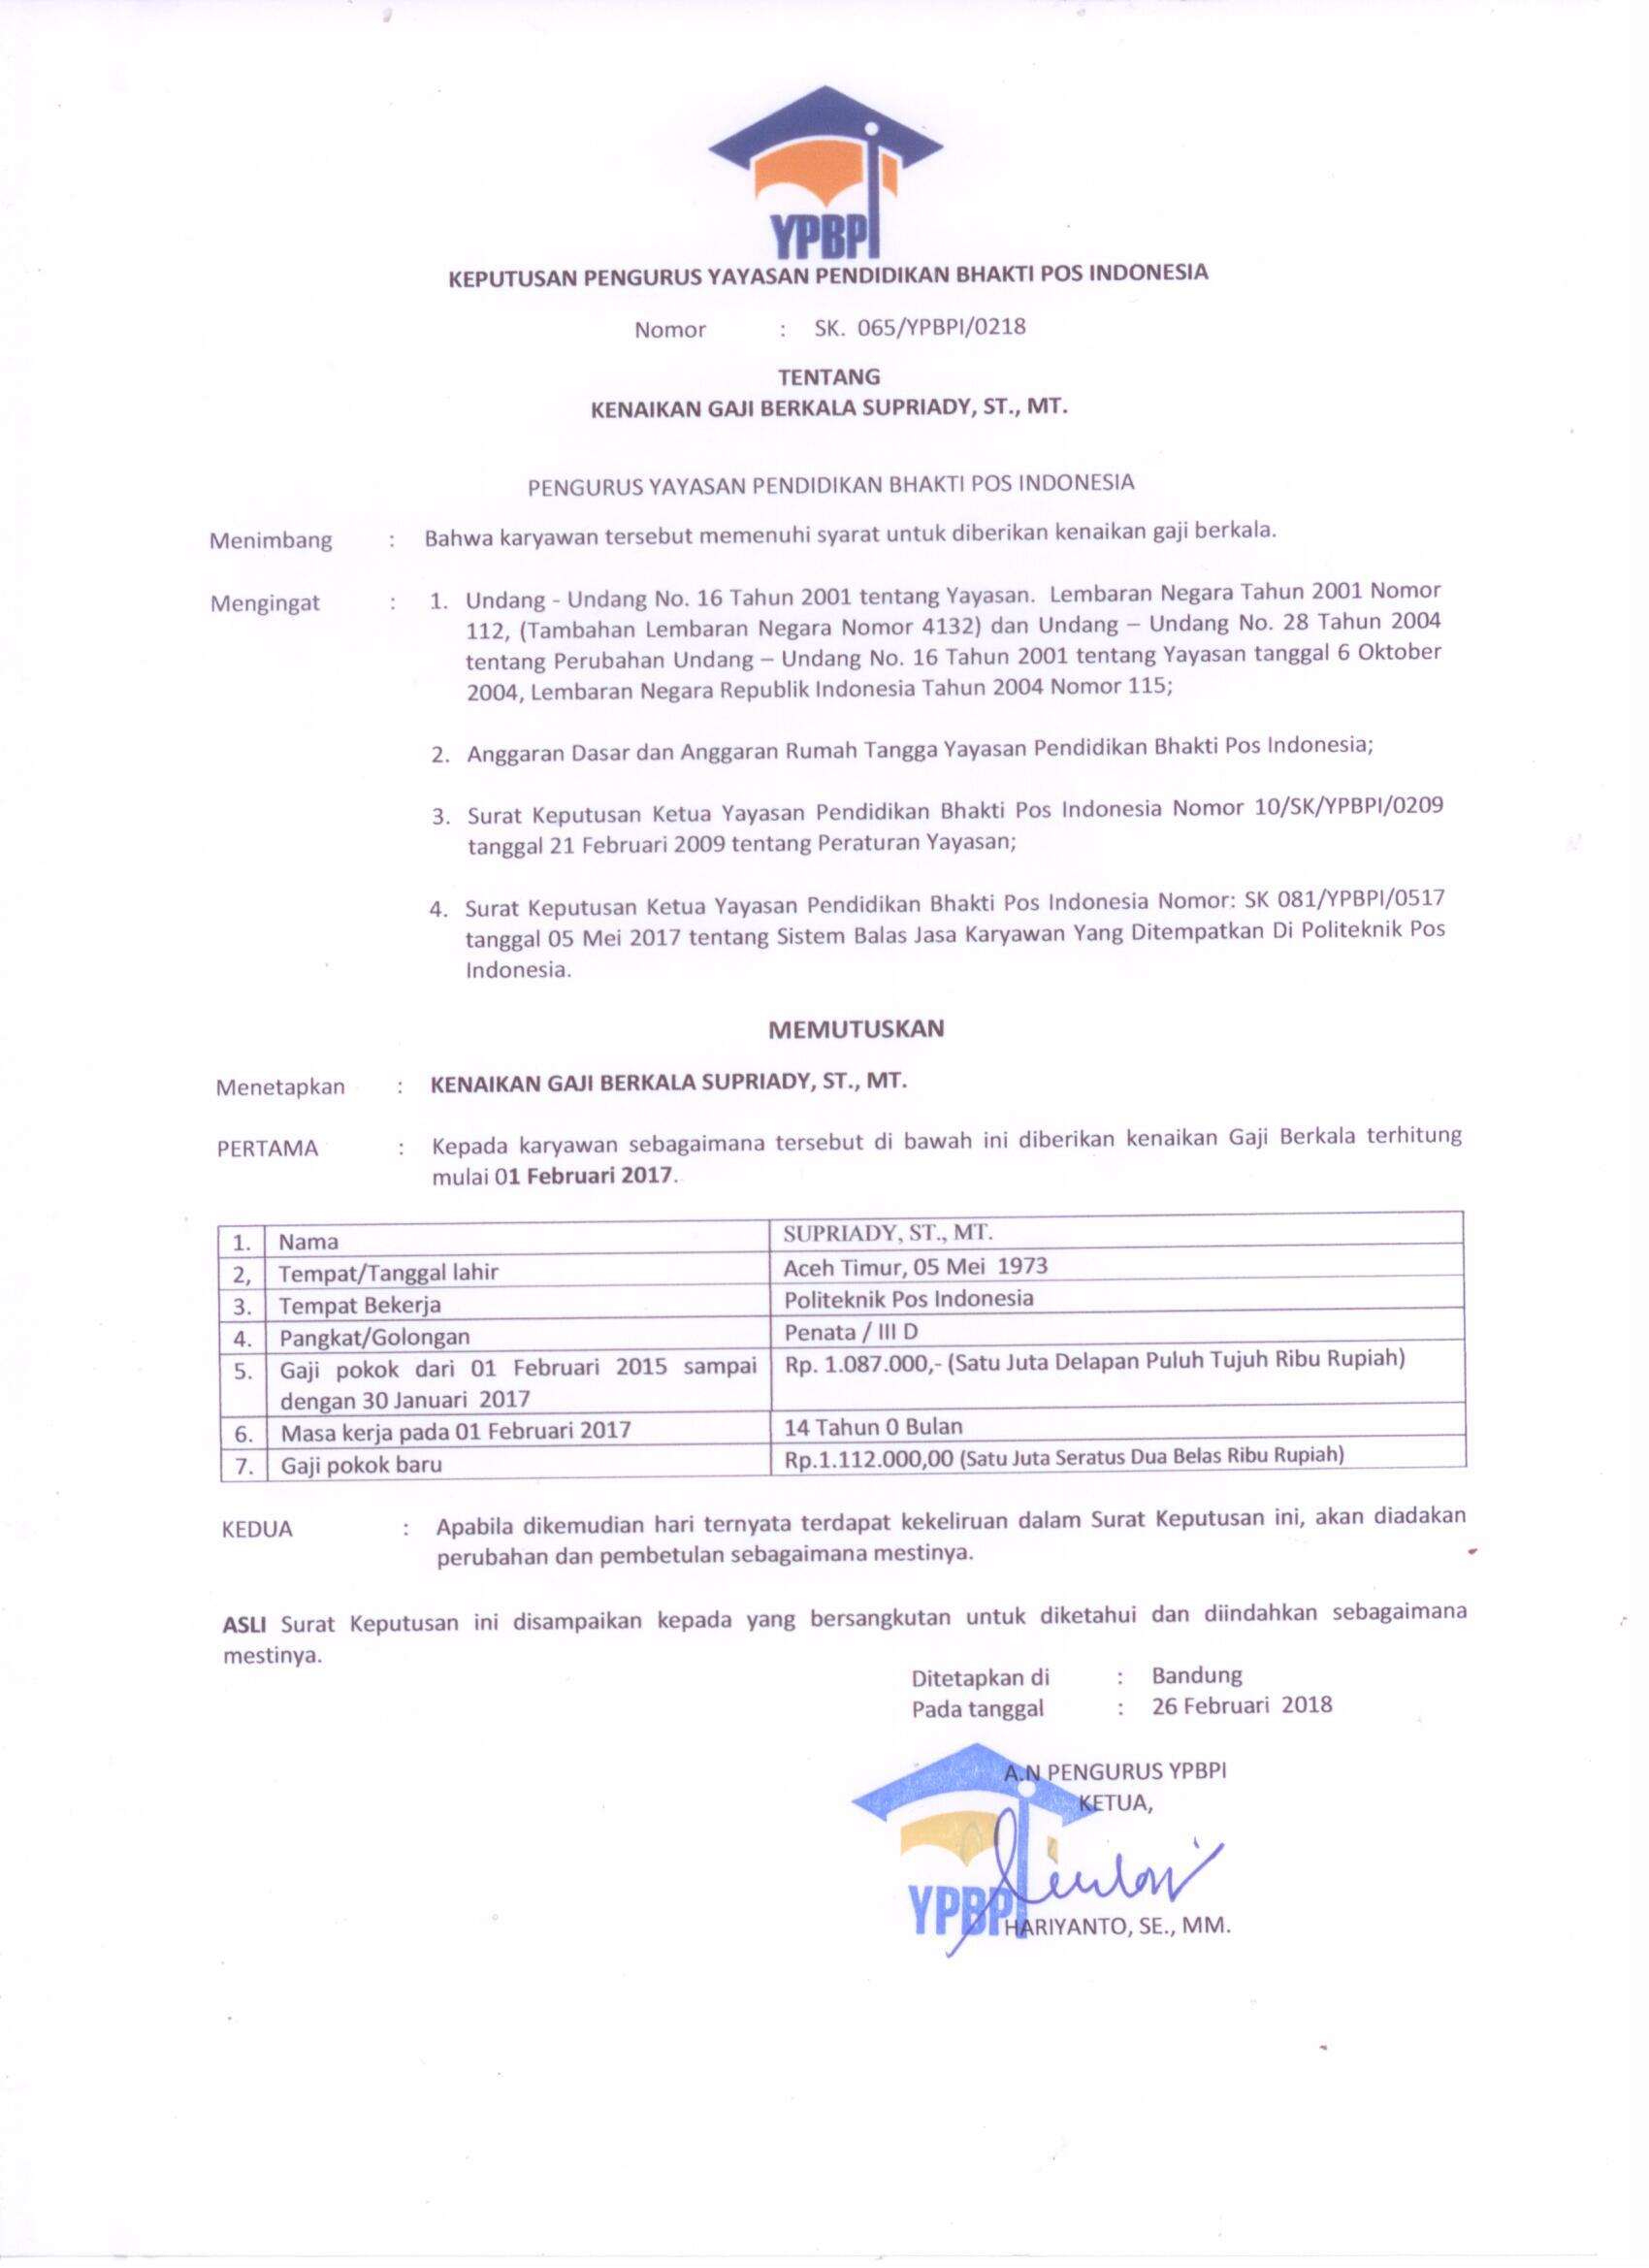 YPBPI
KEPUTUSAN PENGURUS YAYASAN PENDIDIKAN BHAKTI POS INDONESIA
Nomor : SK. 065/YPBPI/0218
TENTANG
KENAIKAN GAJI BERKALA SUPRIADY, ST., MT.
PENGURUS YAYASAN PENDIDIKAN BHAKTI POS INDONESIA
Menimbang : Bahwa karyawan tersebut memenuhi syarat untuk diberikan kenaikan gaji berkala.
Mengingat : 1. Undang - Undang No. 16 Tahun 2001 tentang Yayasan. Lembaran Negara Tahun 2001 Nomor
112, (Tambahan Lembaran Negara Nomor 4132) dan Undang – Undang No. 28 Tahun 2004
tentang Perubahan Undang – Undang No. 16 Tahun 2001 tentang Yayasan tanggal 6 Oktober
2004, Lembaran Negara Republik Indonesia Tahun 2004 Nomor 115;
2. Anggaran Dasar dan Anggaran Rumah Tangga Yayasan Pendidikan Bhakti Pos Indonesia;
3. Surat Keputusan Ketua Yayasan Pendidikan Bhakti Pos Indonesia Nomor 10/SK/YPBPI/0209
tanggal 21 Februari 2009 tentang Peraturan Yayasan;
4. Surat Keputusan Ketua Yayasan Pendidikan Bhakti Pos Indonesia Nomor: SK 081/YPBPI/0517
tanggal 05 Mei 2017 tentang Sistem Balas Jasa Karyawan Yang Ditempatkan Di Politeknik Pos
Indonesia.
MEMUTUSKAN
Menetapkan : KENAIKAN GAJI BERKALA SUPRIADY, ST., MT.
PERTAMA : Kepada karyawan sebagaimana tersebut di bawah ini diberikan kenaikan Gaji Berkala terhitung
mulai 01 Februari 2017.
1. Nama SUPRIADY, ST., MT.
2, Tempat/Tanggal lahir Aceh Timur, 05 Mei 1973
3. Tempat Bekerja Politeknik Pos Indonesia
4. Pangkat/Golongan Penata / III D
5. Gaji pokok dari 01 Februari 2015 sampai Rp. 1.087.000,- (Satu Juta Delapan Puluh Tujuh Ribu Rupiah)
dengan 30 Januari 2017
6. Masa kerja pada 01 Februari 2017 14 Tahun 0 Bulan
7. Gaji pokok baru Rp.1.112.000,00 (Satu Juta Seratus Dua Belas Ribu Rupiah)
KEDUA : Apabila dikemudian hari ternyata terdapat kekeliruan dalam Surat Keputusan ini, akan diadakan
perubahan dan pembetulan sebagaimana mestinya.
ASLI Surat Keputusan ini disampaikan kepada yang bersangkutan untuk diketahui dan diindahkan sebagaimana
mestinya.
Ditetapkan di : Bandung
Pada tanggal : 26 Februari 2018
A.N PENGURUS YPBPI
KETUA,
YPBPI
HARIYANTO, SE., MM.